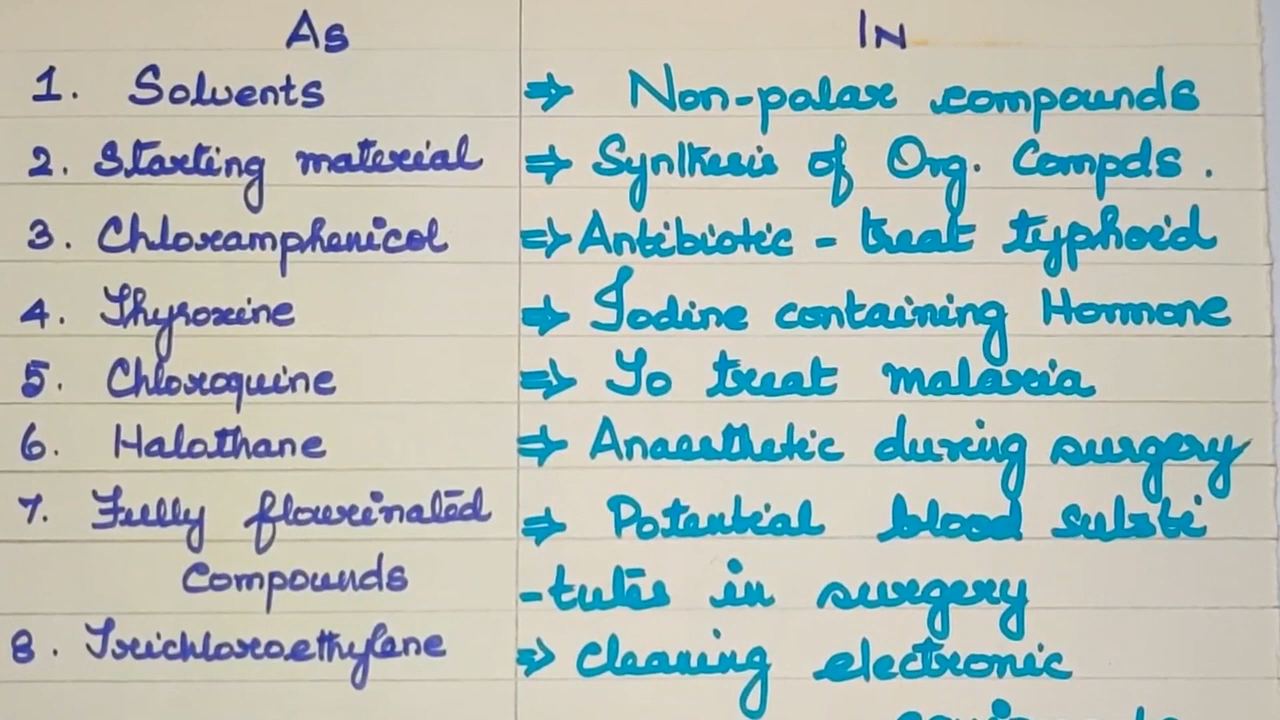 As IN
1. Solvents ⇒ Non-polar compounds
2. Starting material ⇒ Synthesis of Org. Compds.
3. Chloramphenicol ⇒ Antibiotic - treat typhoid
4. Thyroxine ⇒ Iodine containing Hormone
5. Chloroquine ⇒ To treat malaria
6. Halothane ⇒ Anaesthetic during surgery
7. Fully flourinated ⇒ Potential blood substi
Compounds -tutes in surgery
8. Trichloroethylene ⇒ Cleaning electronic